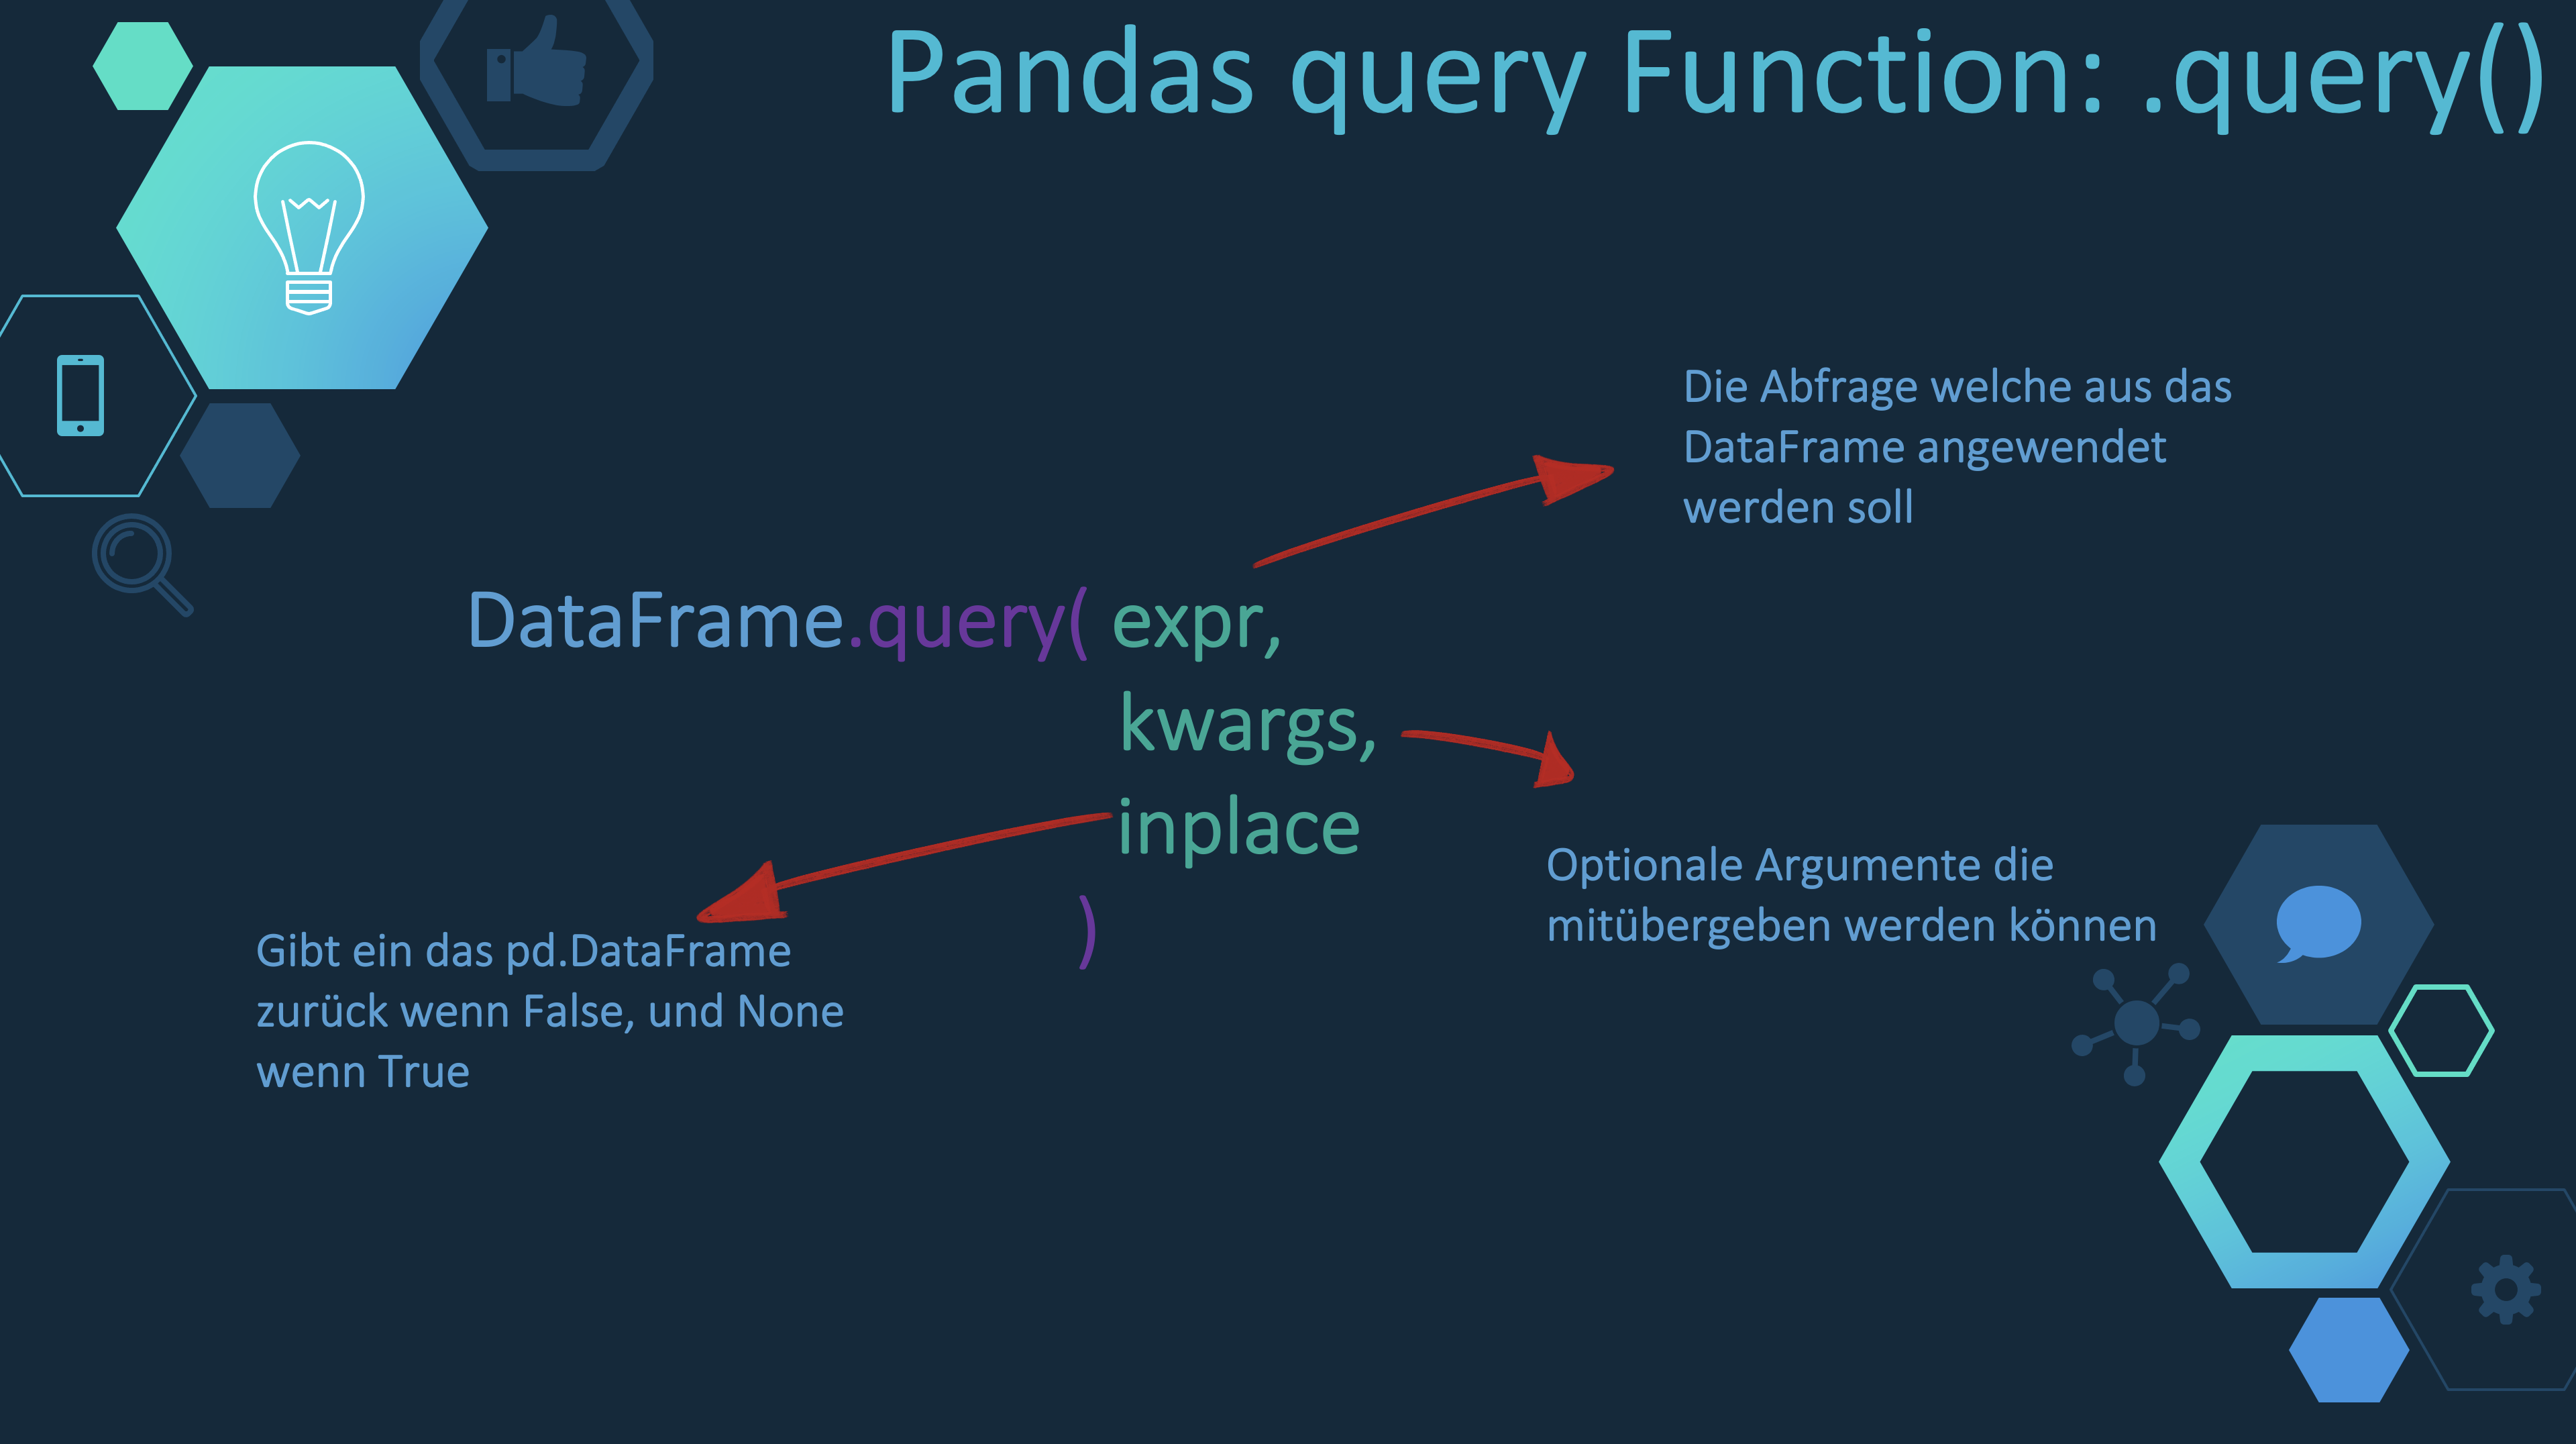 Pandas query Function: .query()
Die Abfrage welche aus das
DataFrame angewendet
werden soll
DataFrame.query( expr,
kwargs,
inplace
)
Optionale Argumente die
mitübergeben werden können
Gibt ein das pd.DataFrame
zurück wenn False, und None
wenn True